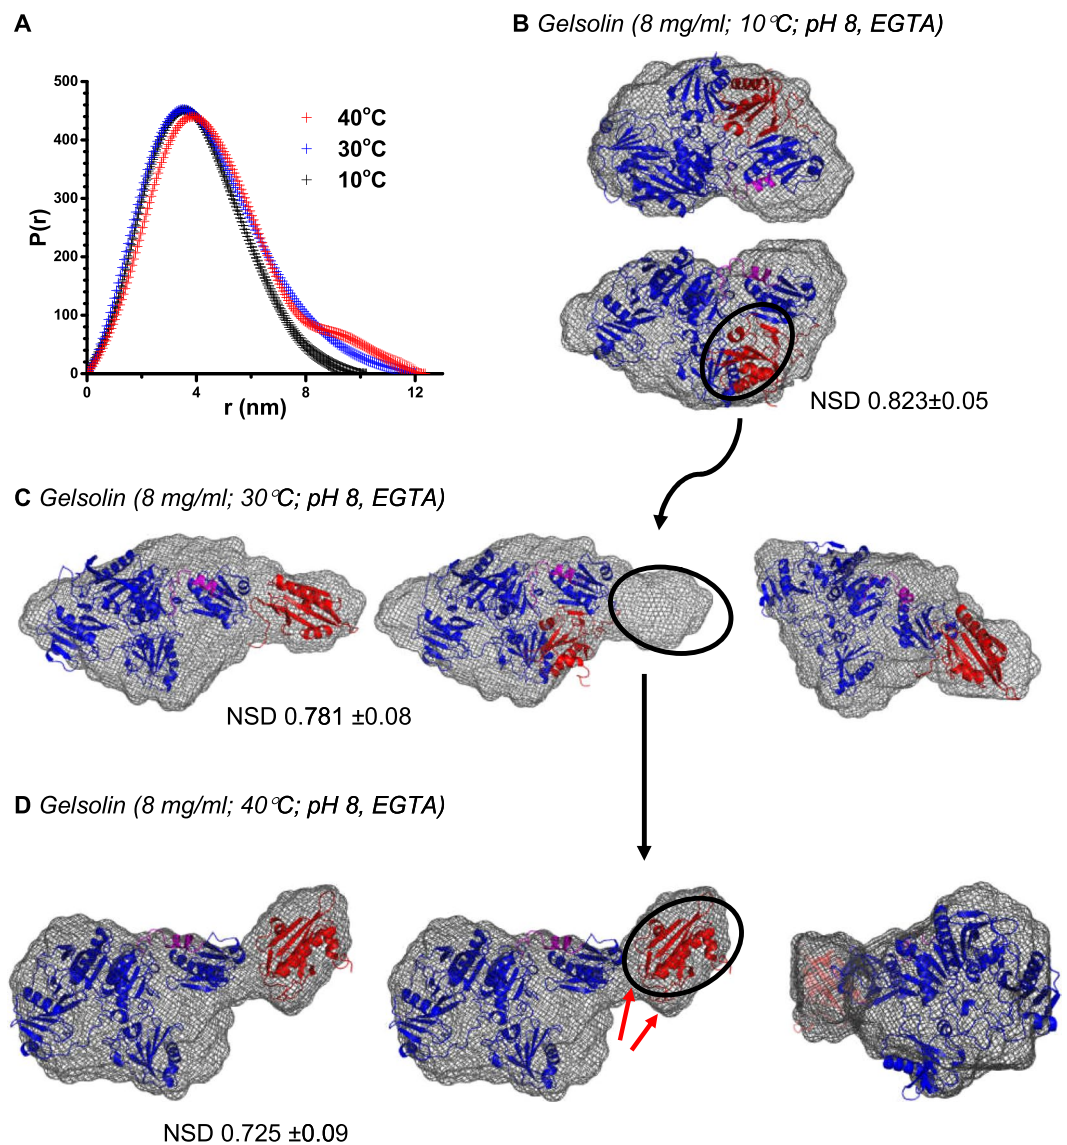 A
B Gelsolin (8 mg/ml; 10°C; pH 8, EGTA)
500
400
300
200
100
0
P(r)
40°C
30°C
10°C
0
4
8
12
r (nm)
NSD 0.823±0.05
C Gelsolin (8 mg/ml; 30°C; pH 8, EGTA)
NSD 0.781 ±0.08
D Gelsolin (8 mg/ml; 40°C; pH 8, EGTA)
NSD 0.725 ±0.09